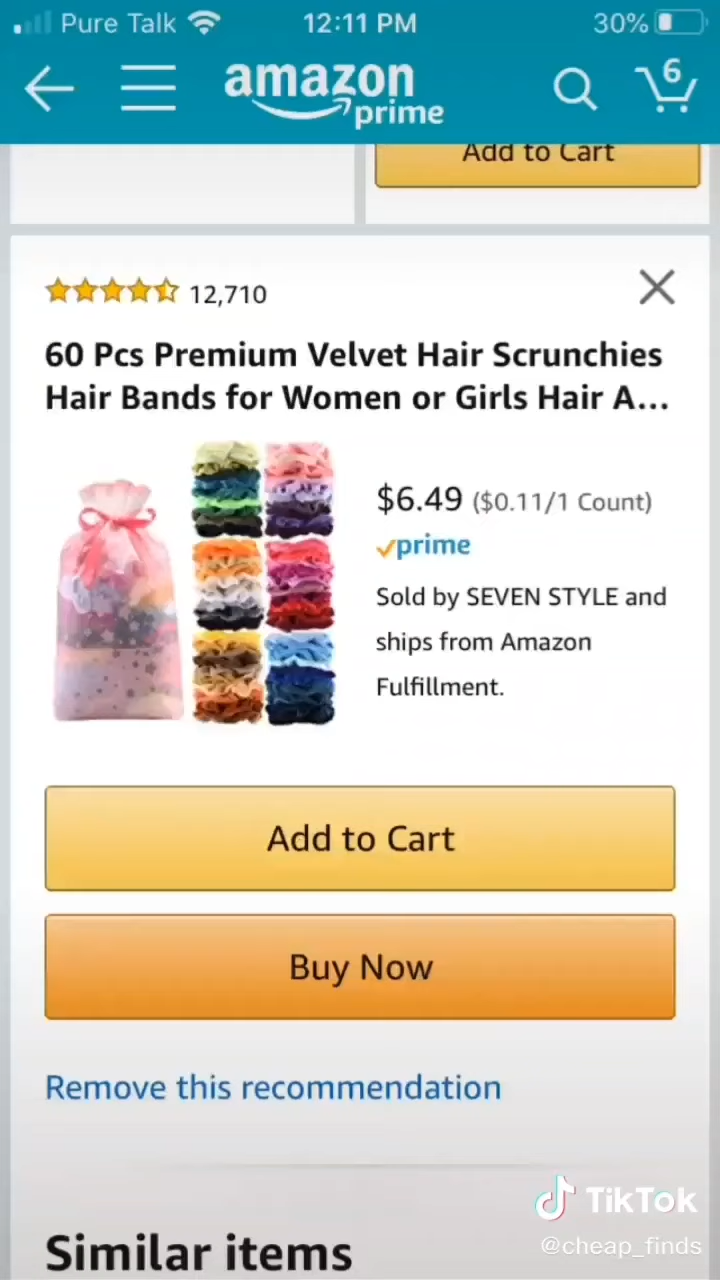 Pure Talk 12:11 PM 30%
amazon 6
prime
Add to Cart
12,710
60 Pcs Premium Velvet Hair Scrunchies
Hair Bands for Women or Girls Hair A...
$6.49 ($0.11/1 Count)
prime
Sold by SEVEN STYLE and
ships from Amazon
Fulfillment.
Add to Cart
Buy Now
Remove this recommendation
TikTok
@cheap_finds
Similar items